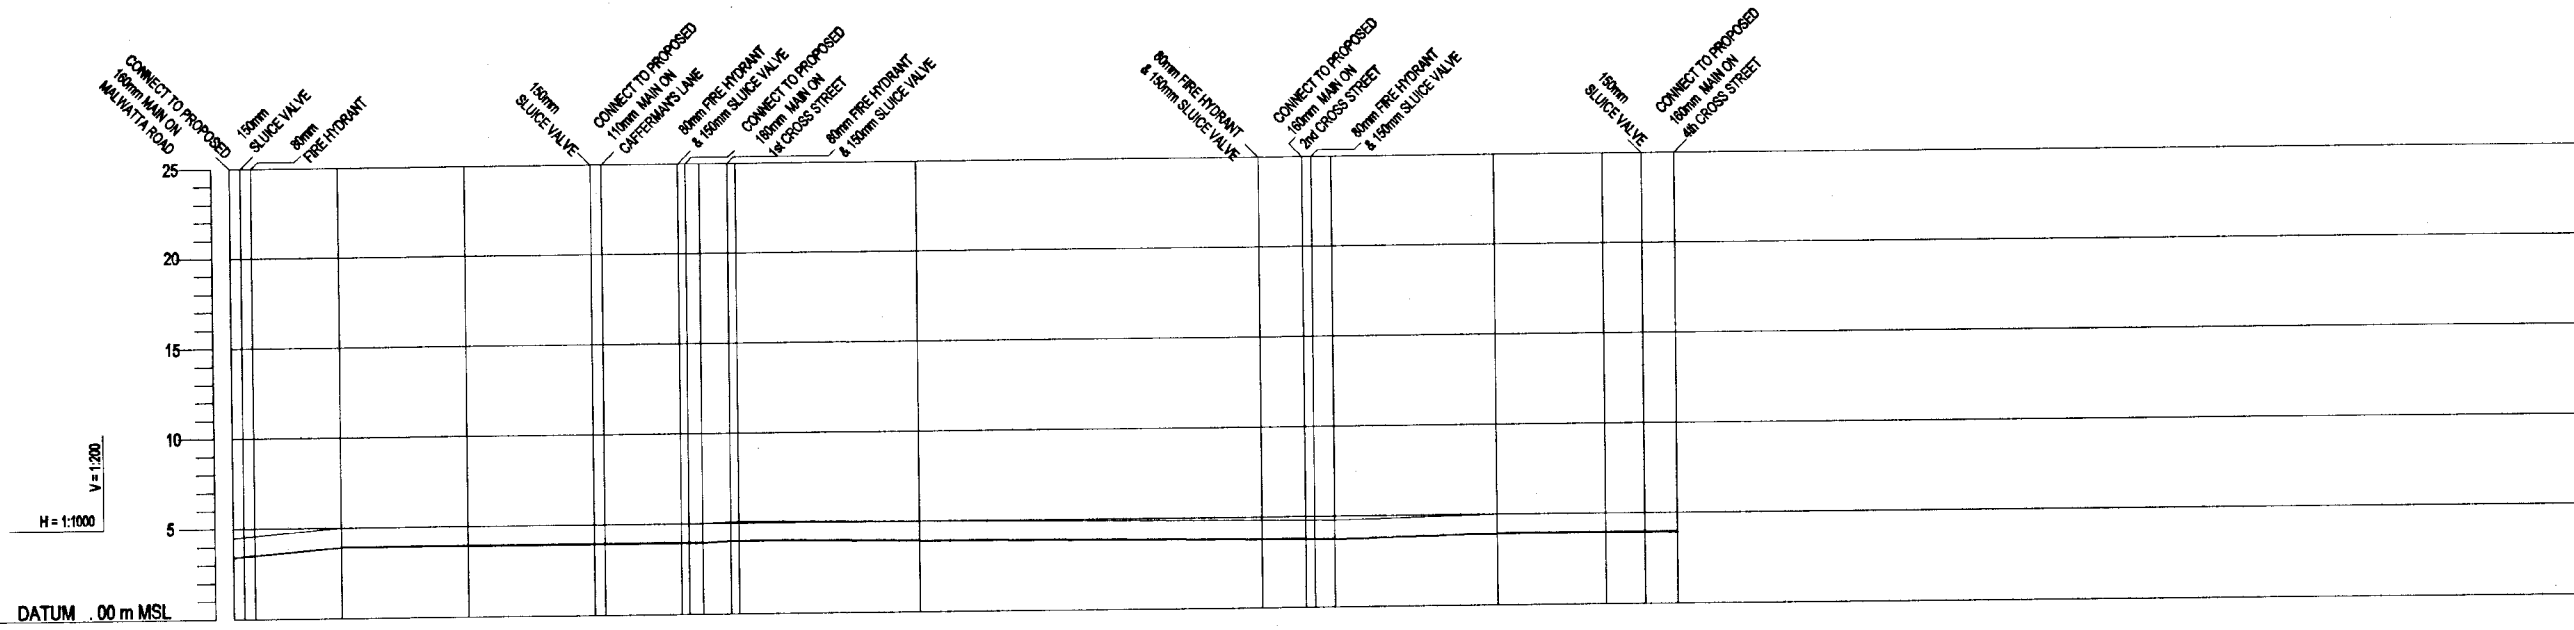 CONNECT TO PROPOSED
160mm MAIN ON
MALWATTA ROAD
150mm
SLUICE VALVE
80mm
FIRE HYDRANT
150mm
SLUICE VALVE
CONNECT TO PROPOSED
110mm MAIN ON
CAFFERMAN'S LANE
80mm FIRE HYDRANT
& 150mm SLUICE VALVE
CONNECT TO PROPOSED
160mm MAIN ON
1st CROSS STREET
80mm FIRE HYDRANT
& 150mm SLUICE VALVE
80mm FIRE HYDRANT
& 150mm SLUICE VALVE
CONNECT TO PROPOSED
160mm MAIN ON
2nd CROSS STREET
80mm FIRE HYDRANT
& 150mm SLUICE VALVE
150mm
SLUICE VALVE
CONNECT TO PROPOSED
160mm MAIN ON
4th CROSS STREET
25
20
15
10
5
V = 1:200
H = 1:1000
DATUM .00 m MSL